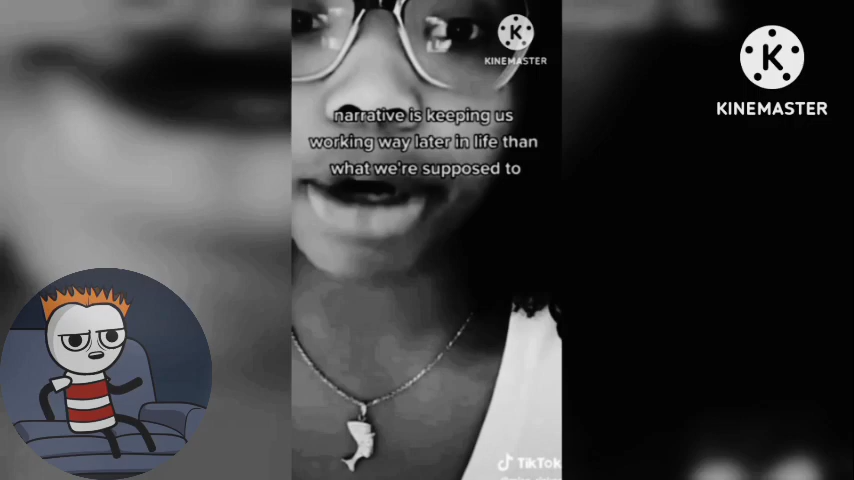 KINEMASTER
KINEMASTER
narrative is keeping us
working way later in life than
what we're supposed to
TikTok